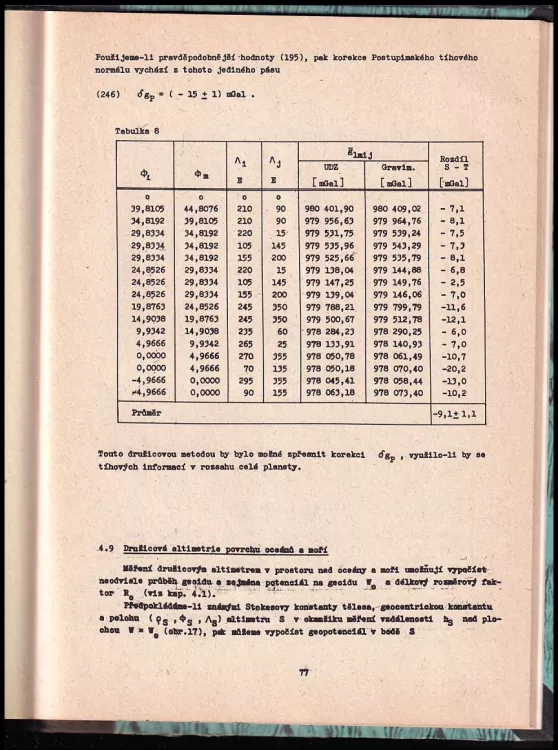 Použijeme-li pravděpodobnější hodnoty (195), pak korekce Postupimského tíhového
normálu vychází z tohoto jediného pásu
(246) δgp = ( - 15 ± 1) mGal .
Tabulka 8
Φi Φm Λi E Λj E ḡlmij UDZ [mGal] Gravim. [mGal] Rozdíl S - T [mGal]
o o o o
39,8105 44,8076 210 90 980 401,90 980 409,02 - 7,1
34,8192 39,8105 210 90 979 956,63 979 964,76 - 8,1
29,8334 34,8192 220 15 979 531,75 979 539,24 - 7,5
29,8334 34,8192 105 145 979 535,96 979 543,29 - 7,3
29,8334 34,8192 155 200 979 525,66 979 535,79 - 8,1
24,8526 29,8334 220 15 979 138,04 979 144,88 - 6,8
24,8526 29,8334 105 145 979 147,25 979 149,76 - 2,5
24,8526 29,8334 155 200 979 139,04 979 146,06 - 7,0
19,8763 24,8526 245 350 979 788,21 979 799,79 -11,6
14,9038 19,8763 245 350 979 500,67 979 512,78 -12,1
9,9342 14,9038 235 60 978 284,23 978 290,25 - 6,0
4,9666 9,9342 265 25 978 133,91 978 140,93 - 7,0
0,0000 4,9666 270 355 978 050,78 978 061,49 -10,7
0,0000 4,9666 70 135 978 050,18 978 070,40 -20,2
-4,9666 0,0000 295 355 978 045,41 978 058,44 -13,0
-4,9666 0,0000 90 155 978 063,18 978 073,40 -10,2
Průměr -9,1± 1,1
Touto družicovou metodou by bylo možné zpřesnit korekci δgp , využilo-li by se
tíhových informací v rozsahu celé planety.
4.9 Družicová altimetrie povrchu oceánů a moří
Měření družicovým altimetrem v prostoru nad oceány a moři umožňují vypočíst
neodvisle průběh geoidu a zejména potenciál na geoidu Wo a délkový rozměrový fak-
tor Ro (viz kap. 4.1).
Předpokládáme-li známými Stokesovy konstanty tělesa, geocentrickou konstantu
a polohu (ρS , ΦS , ΛS) altimetru S v okamžiku měření vzdálenosti hS nad plo-
chou W = Wo (obr.17), pak můžeme vypočíst geopotenciál v bodě S
77